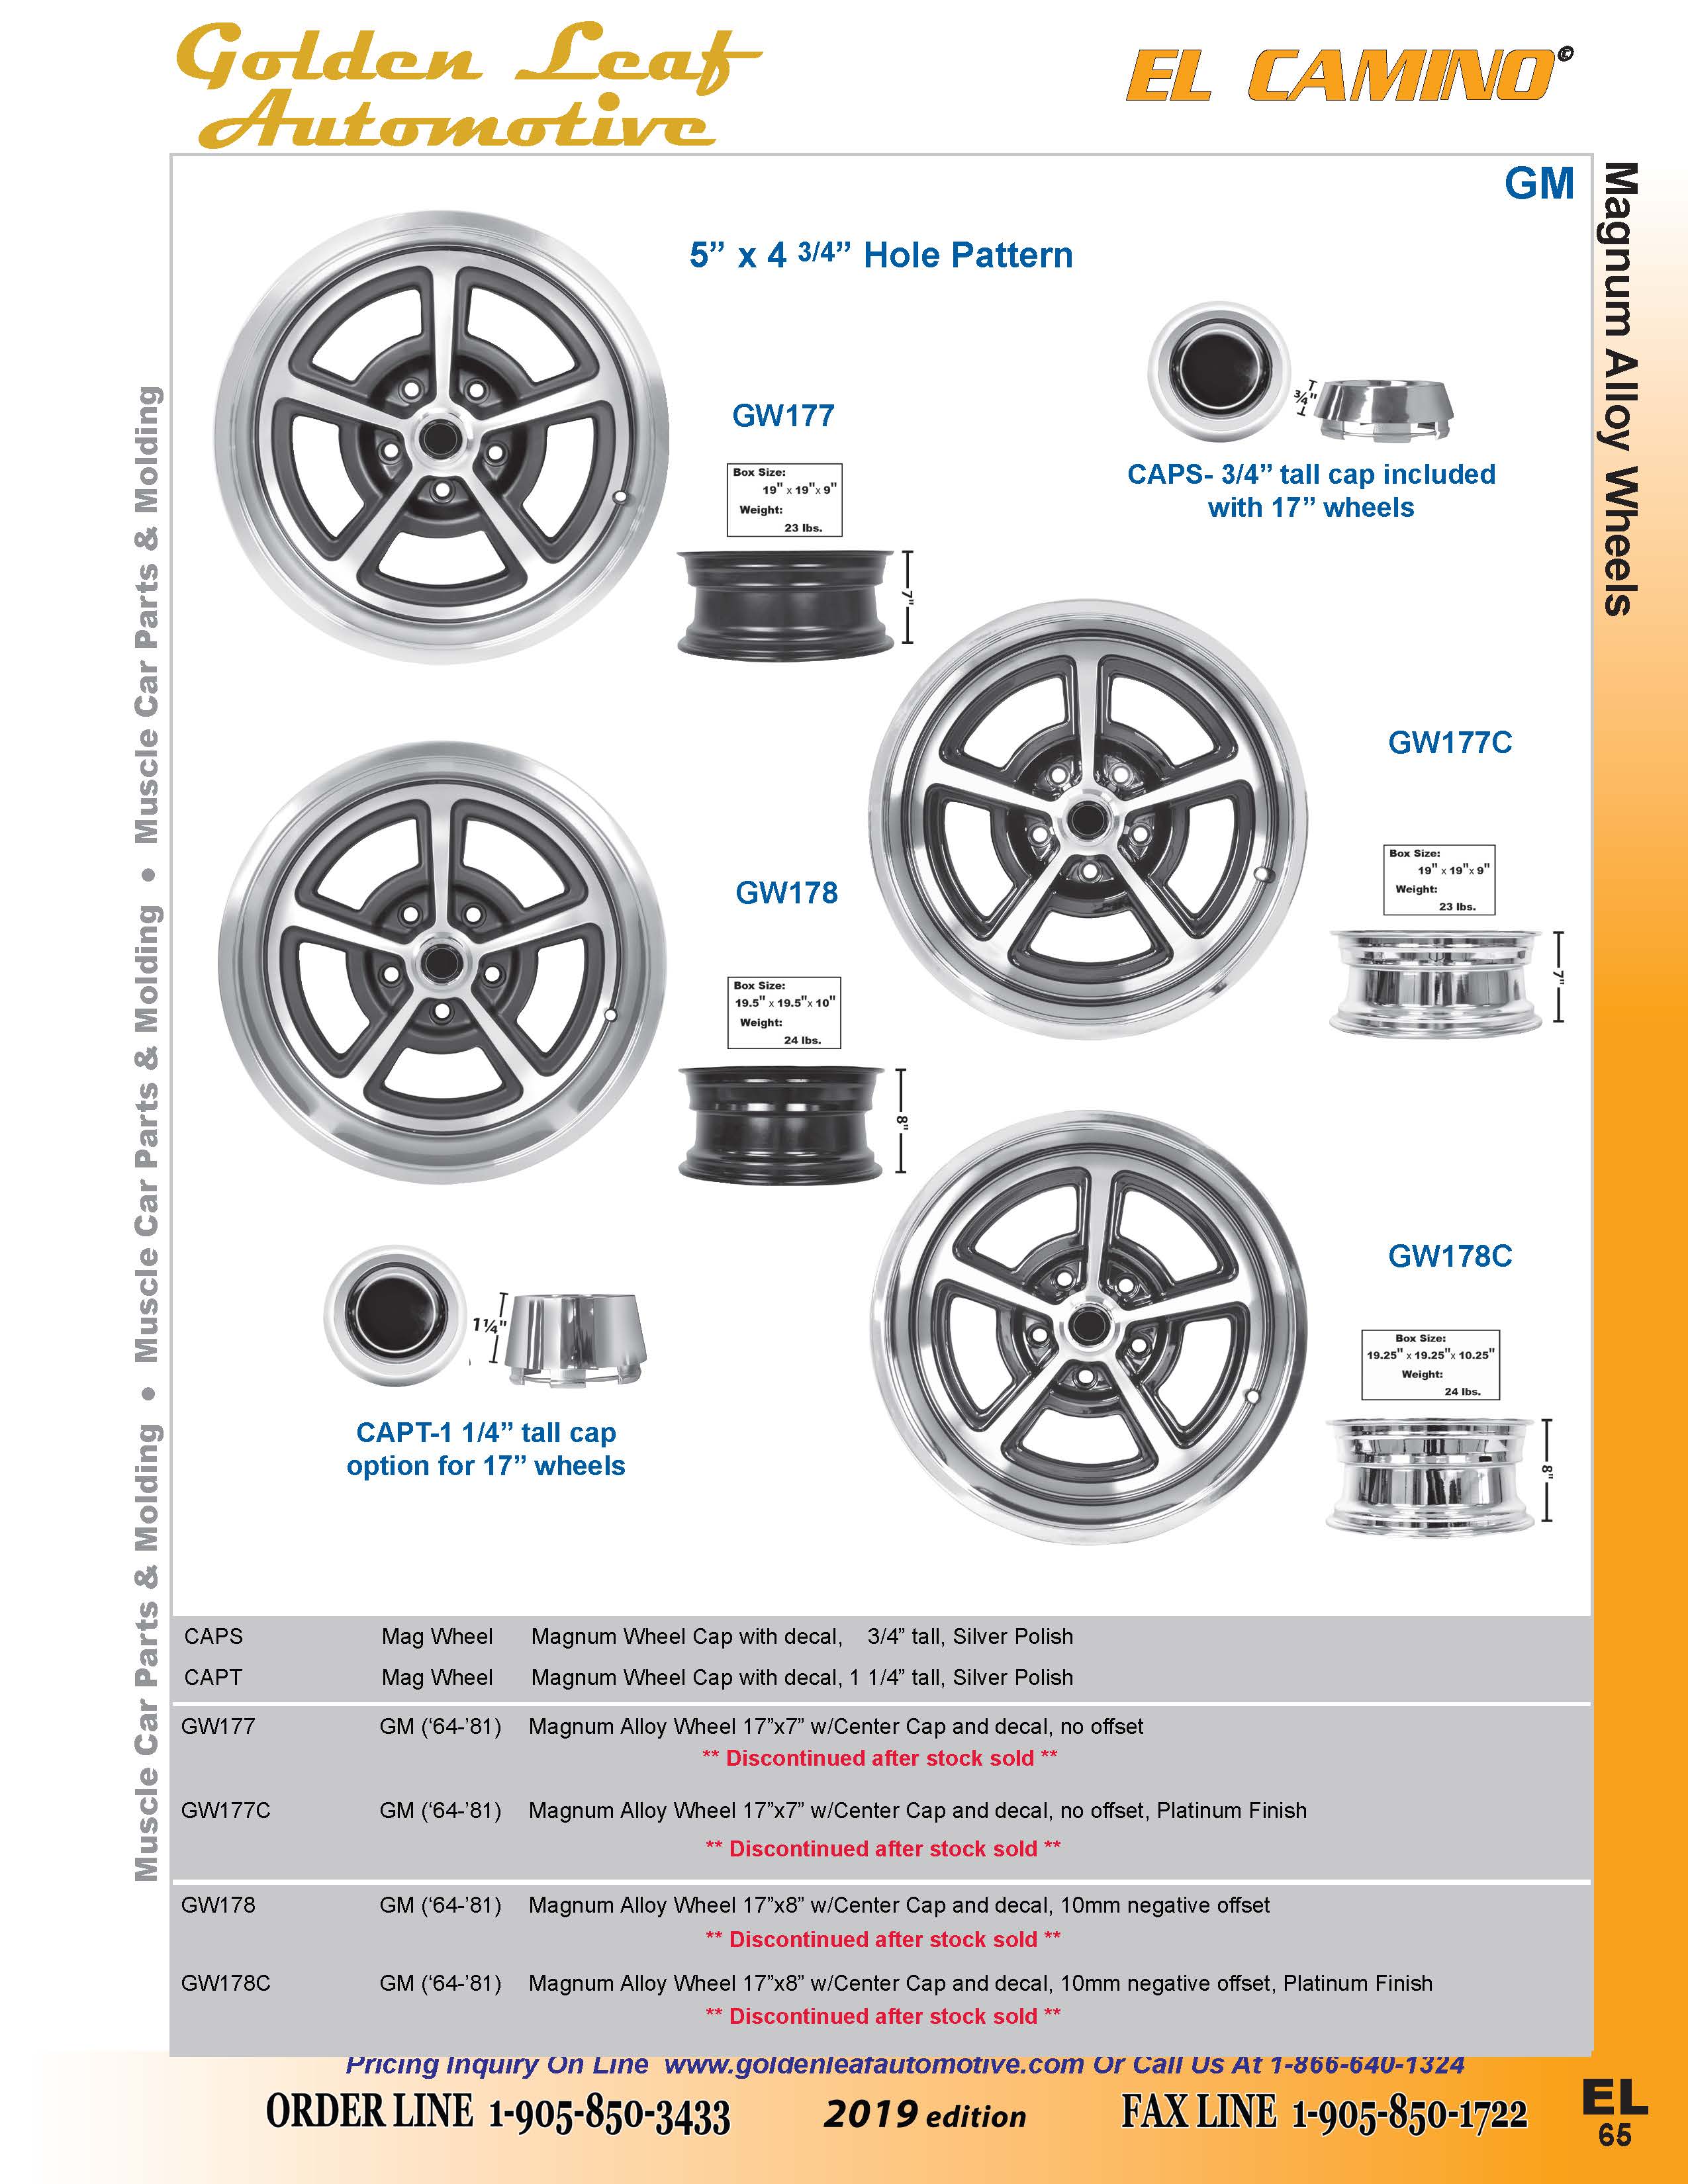 Golden Leaf
Automotive
EL CAMINO©
GM
Magnum Alloy Wheels
Muscle Car Parts & Molding • Muscle Car Parts & Molding • Muscle Car Parts & Molding
5” x 4 3/4” Hole Pattern
GW177
Box Size:
19" x 19"x 9"
Weight:
23 lbs.
7"
3/4"
CAPS- 3/4” tall cap included
with 17” wheels
GW177C
Box Size:
19" x 19"x 9"
Weight:
23 lbs.
7"
GW178
Box Size:
19.5" x 19.5"x 10"
Weight:
24 lbs.
8"
GW178C
Box Size:
19.25" x 19.25"x 10.25"
Weight:
24 lbs.
8"
1¼"
CAPT-1 1/4” tall cap
option for 17” wheels
CAPS Mag Wheel Magnum Wheel Cap with decal, 3/4” tall, Silver Polish
CAPT Mag Wheel Magnum Wheel Cap with decal, 1 1/4” tall, Silver Polish
GW177 GM (‘64-’81) Magnum Alloy Wheel 17”x7” w/Center Cap and decal, no offset
** Discontinued after stock sold **
GW177C GM (‘64-’81) Magnum Alloy Wheel 17”x7” w/Center Cap and decal, no offset, Platinum Finish
** Discontinued after stock sold **
GW178 GM (‘64-’81) Magnum Alloy Wheel 17”x8” w/Center Cap and decal, 10mm negative offset
** Discontinued after stock sold **
GW178C GM (‘64-’81) Magnum Alloy Wheel 17”x8” w/Center Cap and decal, 10mm negative offset, Platinum Finish
** Discontinued after stock sold **
Pricing Inquiry On Line www.goldenleafautomotive.com Or Call Us At 1-866-640-1324
ORDER LINE 1-905-850-3433 2019 edition FAX LINE 1-905-850-1722
EL
65